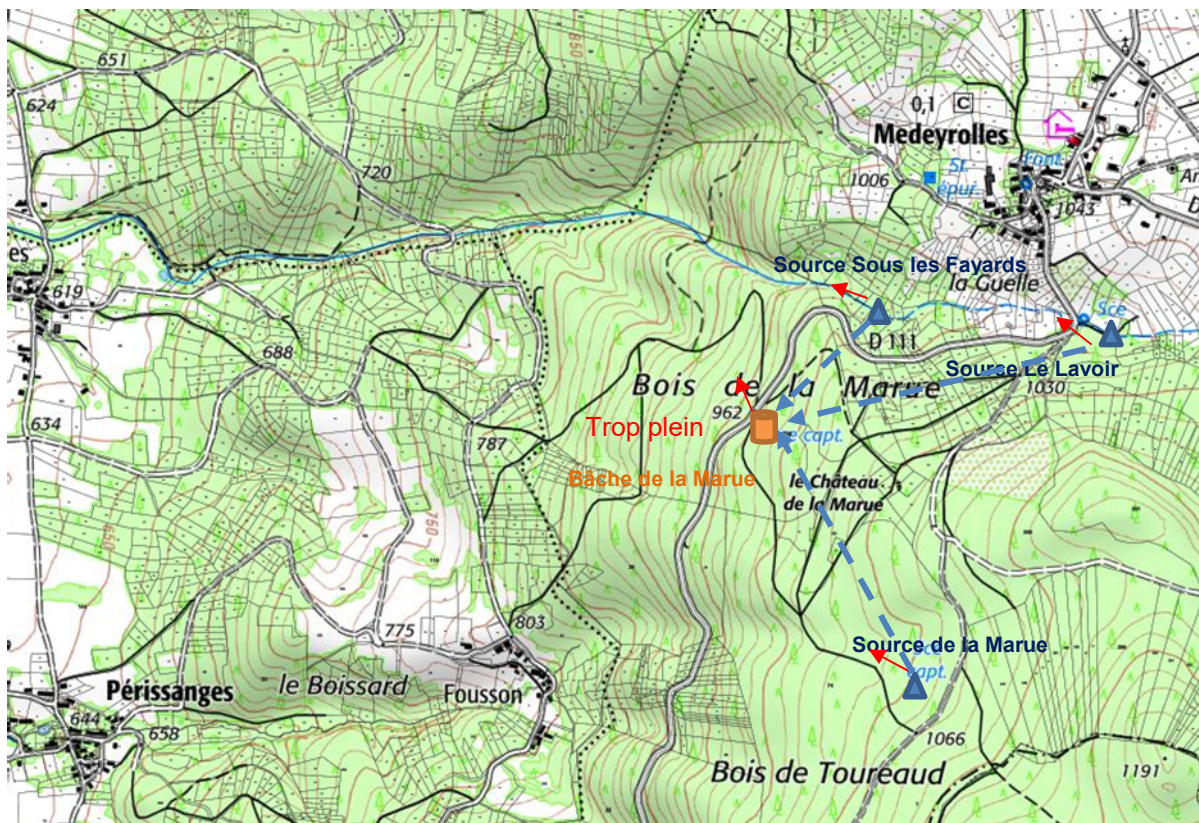 651
850
624
0,1 C
Medeyrolles
720
1006
St.
épur.
Font.
1043
Source Sous les Fayards
la Guelle
619
Sce
D 111
688
Source Le Lavoir
1030
Bois de la Marue
962
634
Trop plein
787
capt.
Bâche de la Marue
le Château
de la Marue
750
650
803
775
Source de la Marue
capt.
Périssanges
le Boissard
Fousson
644
658
1066
Bois de Toureaud
1191